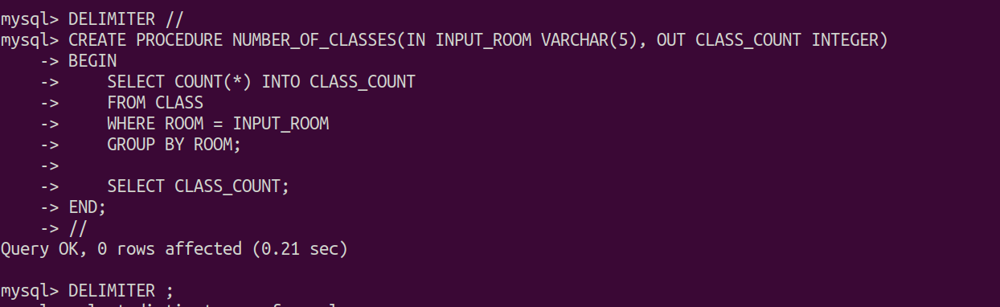 mysql> DELIMITER //
mysql> CREATE PROCEDURE NUMBER_OF_CLASSES(IN INPUT_ROOM VARCHAR(5), OUT CLASS_COUNT INTEGER)
    -> BEGIN
    ->     SELECT COUNT(*) INTO CLASS_COUNT
    ->     FROM CLASS
    ->     WHERE ROOM = INPUT_ROOM
    ->     GROUP BY ROOM;
    ->
    ->     SELECT CLASS_COUNT;
    -> END;
    -> //
Query OK, 0 rows affected (0.21 sec)

mysql> DELIMITER ;